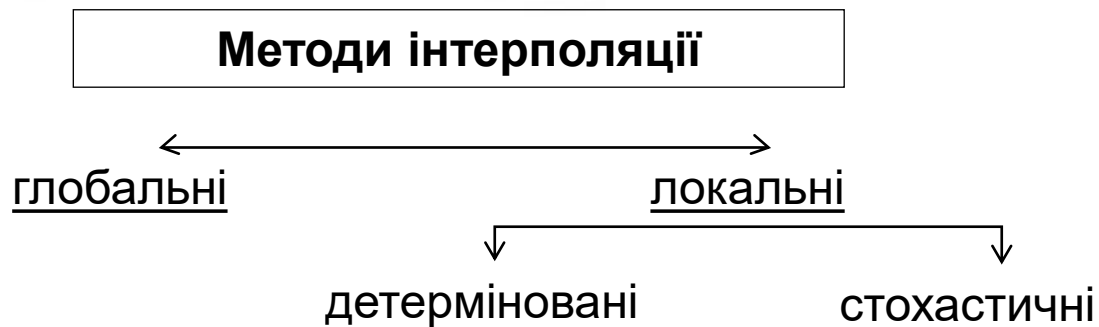 Методи інтерполяції
глобальні локальні
детерміновані стохастичні